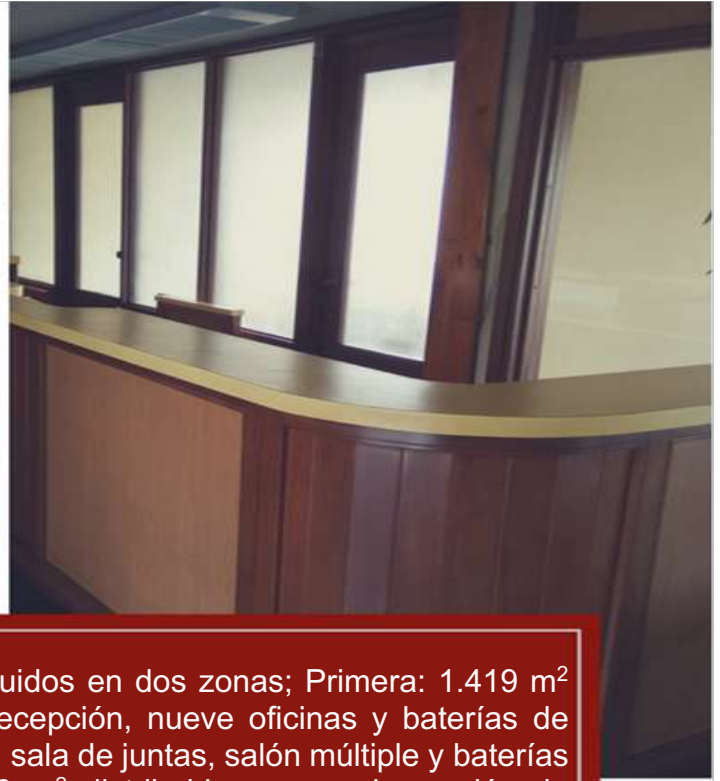 uidos en dos zonas; Primera: 1.419 m²
ecepción, nueve oficinas y baterías de
sala de juntas, salón múltiple y baterías